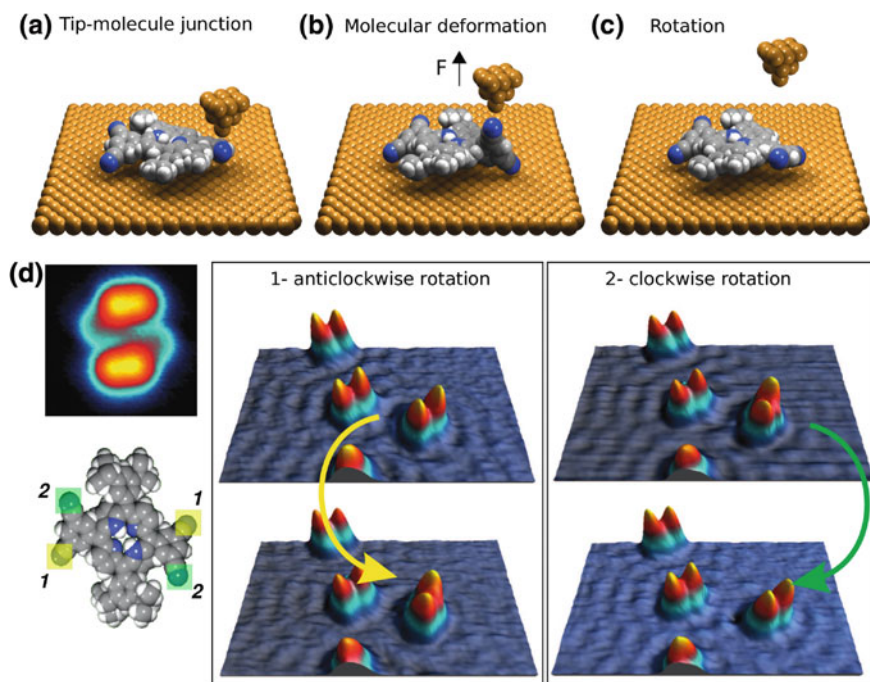 (a) Tip-molecule junction
(b) Molecular deformation
(c) Rotation
F
(d)
1- anticlockwise rotation
2- clockwise rotation
2
1
1
2